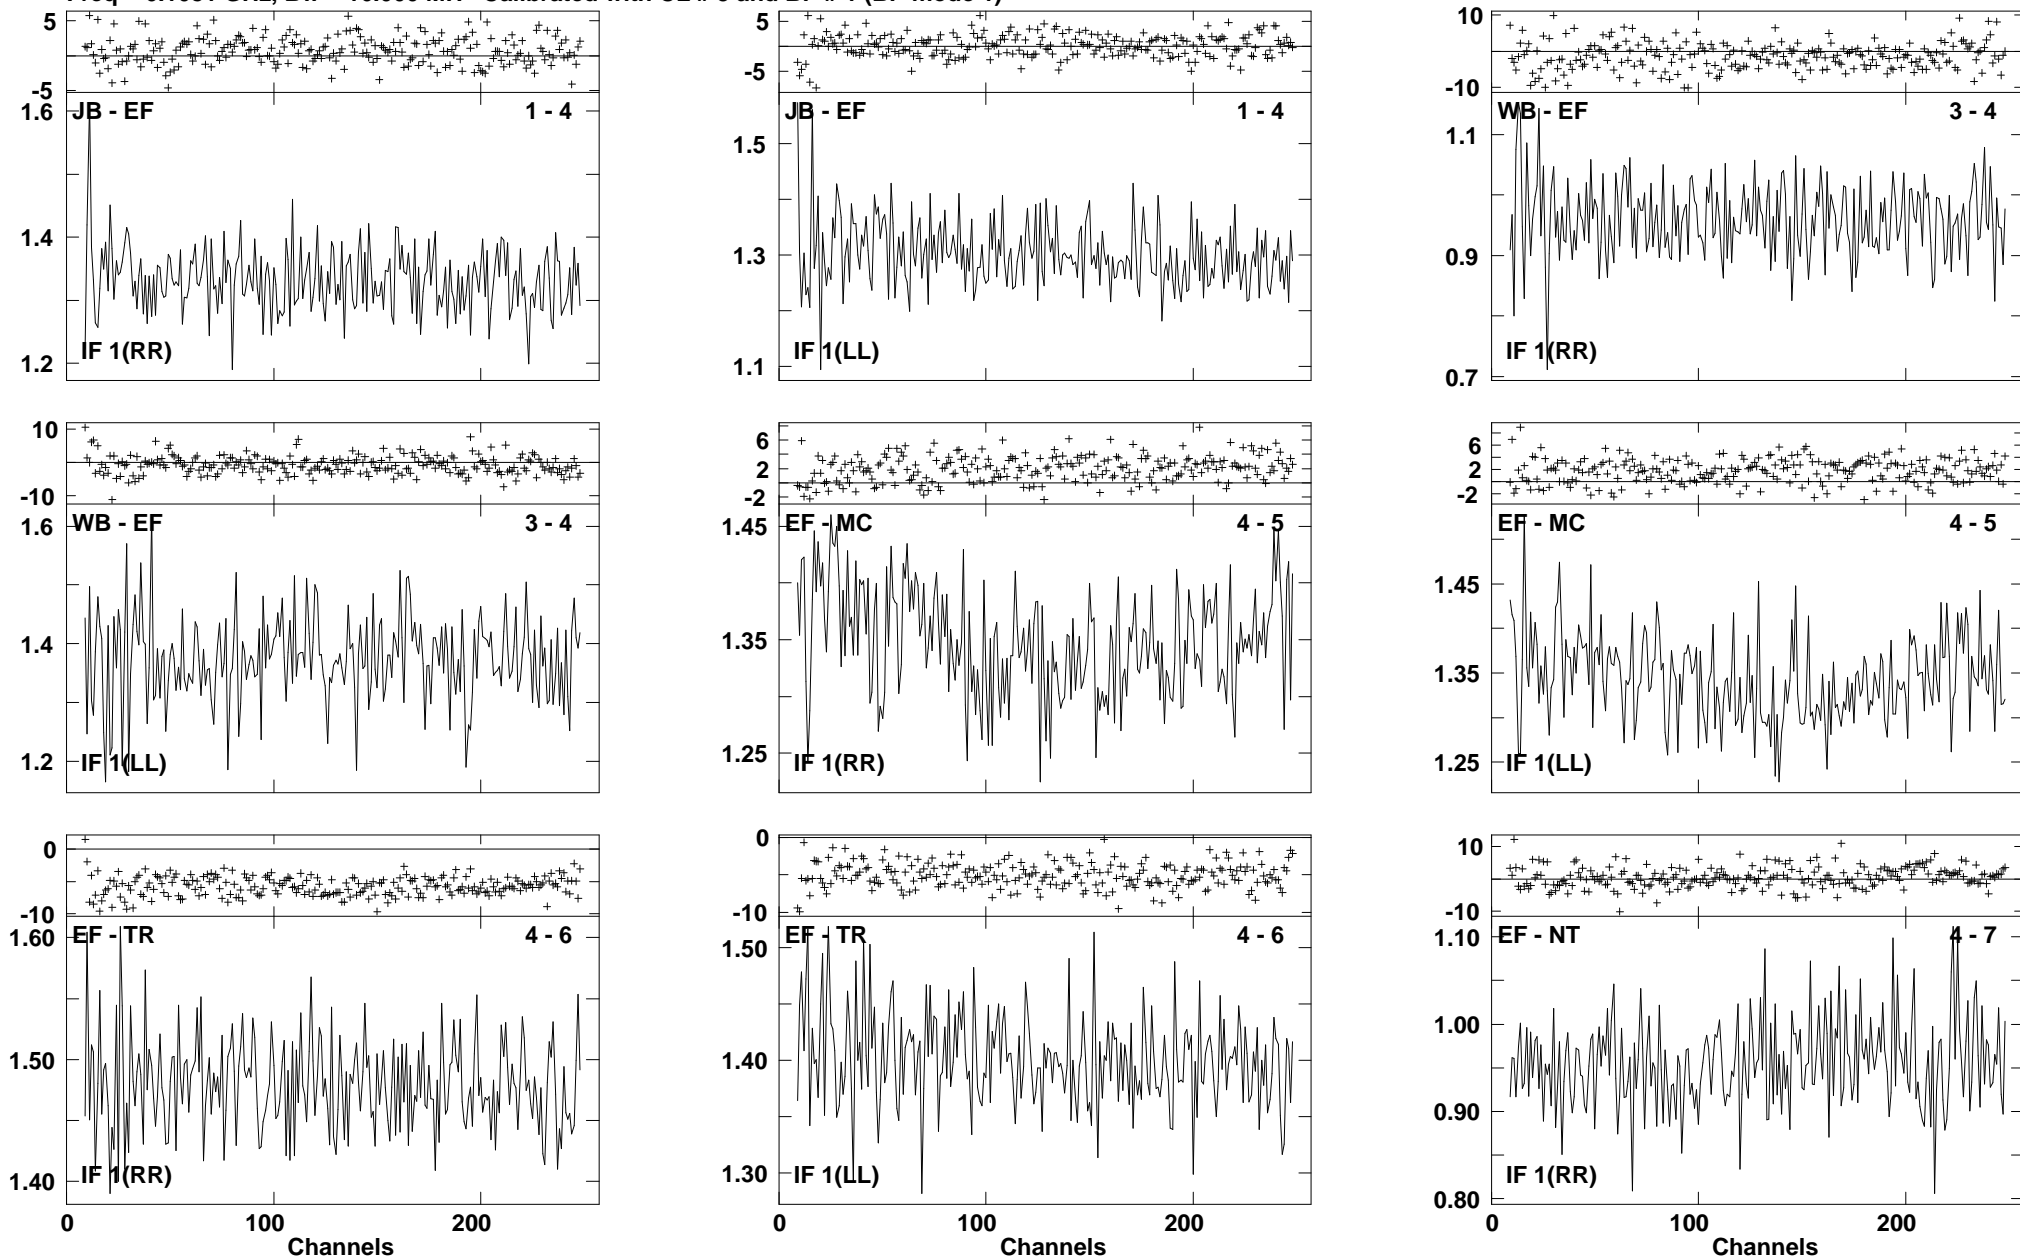 5 5 10
-5 -5 -10
1.6 JB - EF 1 - 4 JB - EF 1 - 4 WB - EF 3 - 4
1.5 1.1
1.4
1.3 0.9
1.2 IF 1(RR) 1.1 IF 1(LL) 0.7 IF 1(RR)
10 6 6
2 2
-10 -2 -2
1.6 WB - EF 3 - 4 1.45 EF - MC 4 - 5 EF - MC 4 - 5
1.45
1.4 1.35 1.35
1.2 IF 1(LL) 1.25 IF 1(RR) 1.25 IF 1(LL)
0 0 10
-10 -10 -10
1.60 EF - TR 4 - 6 1.50 EF - TR 4 - 6 1.10 EF - NT 4 - 7
1.50 1.40 1.00
0.90
1.40 IF 1(RR) 1.30 IF 1(LL) 0.80 IF 1(RR)
0 100 200 100 200 0 100 200
Channels Channels